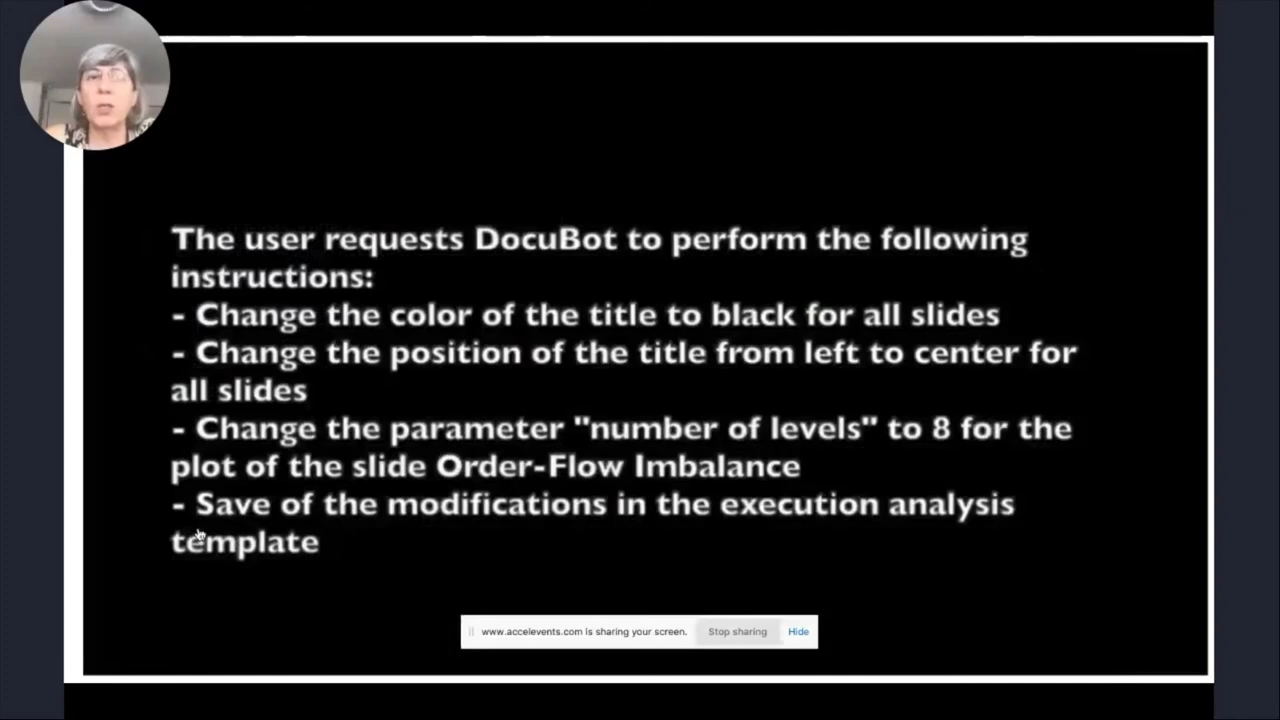 The user requests DocuBot to perform the following
instructions:
- Change the color of the title to black for all slides
- Change the position of the title from left to center for
all slides
- Change the parameter "number of levels" to 8 for the
plot of the slide Order-Flow Imbalance
- Save of the modifications in the execution analysis
template
www.accelevents.com is sharing your screen. Stop sharing Hide